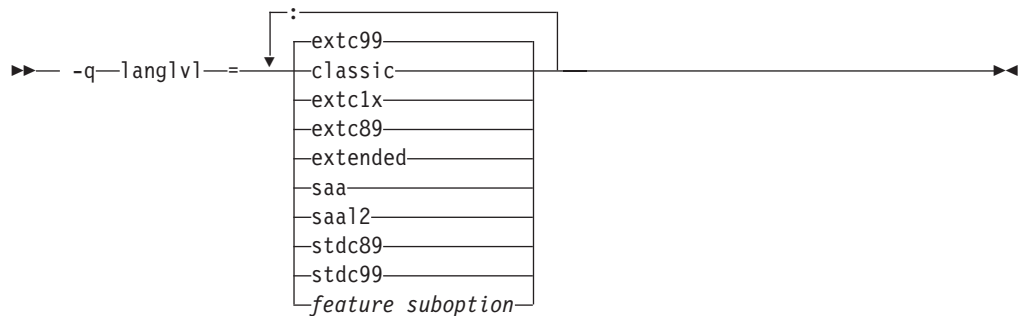 :
extc99
-q langlvl = classic
extc1x
extc89
extended
saa
saal2
stdc89
stdc99
feature suboption